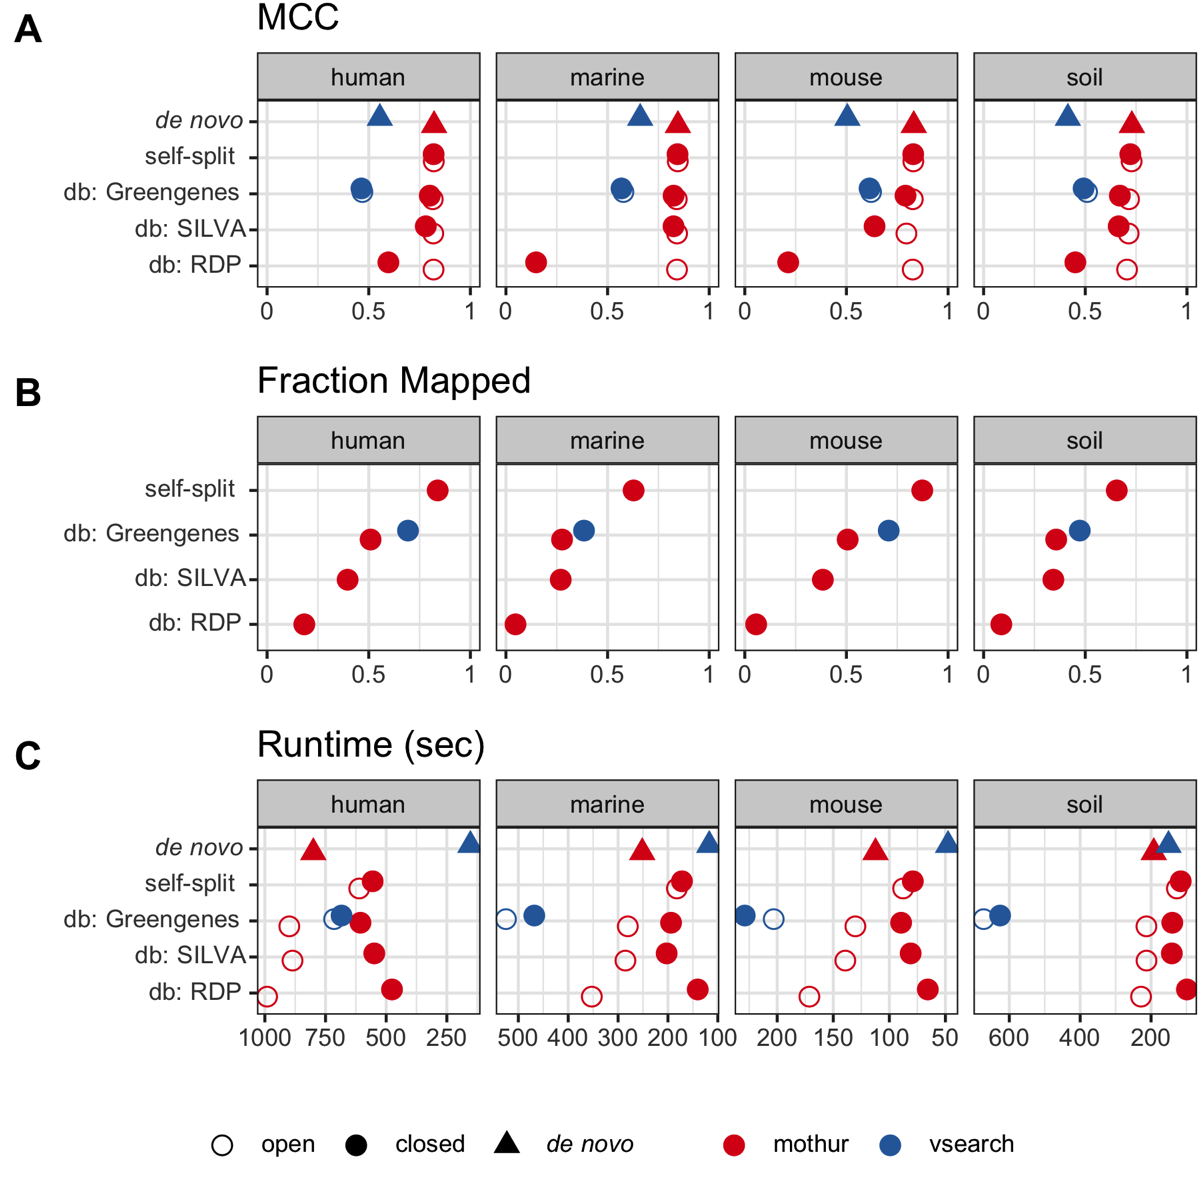 A
MCC
human marine mouse soil
de novo
self-split
db: Greengenes
db: SILVA
db: RDP
0 0.5 1 0 0.5 1 0 0.5 1 0 0.5 1
B
Fraction Mapped
human marine mouse soil
self-split
db: Greengenes
db: SILVA
db: RDP
0 0.5 1 0 0.5 1 0 0.5 1 0 0.5 1
C
Runtime (sec)
human marine mouse soil
de novo
self-split
db: Greengenes
db: SILVA
db: RDP
1000 750 500 250 500 400 300 200 100 200 150 100 50 600 400 200
open closed de novo mothur vsearch